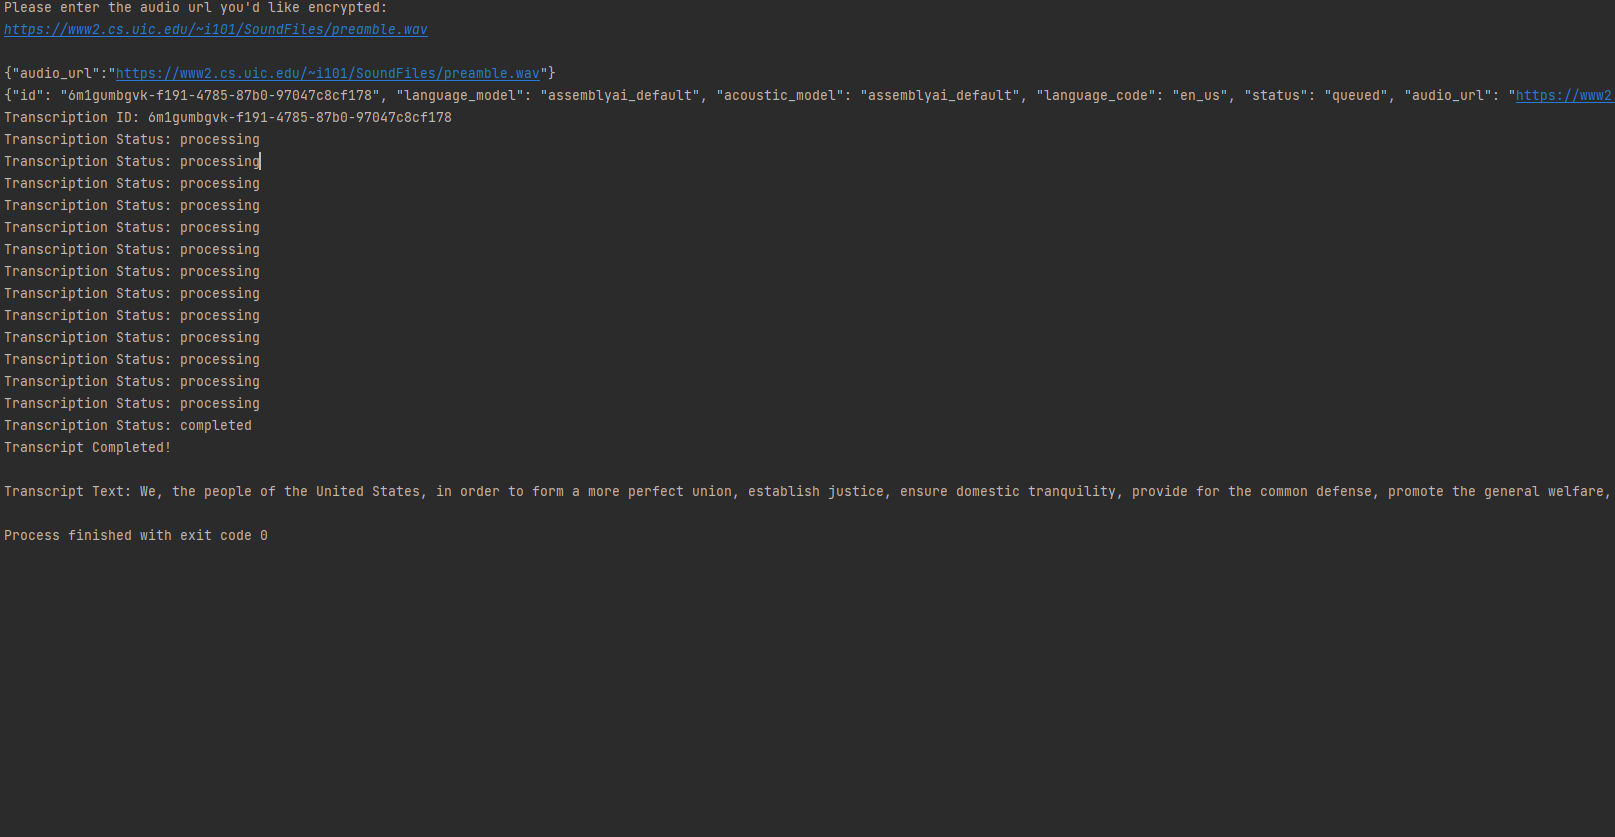 Please enter the audio url you'd like encrypted:
https://www2.cs.uic.edu/~i101/SoundFiles/preamble.wav
{"audio_url":"https://www2.cs.uic.edu/~i101/SoundFiles/preamble.wav"}
{"id": "6m1gumbgvk-f191-4785-87b0-97047c8cf178", "language_model": "assemblyai_default", "acoustic_model": "assemblyai_default", "language_code": "en_us", "status": "queued", "audio_url": "https://www2.
Transcription ID: 6m1gumbgvk-f191-4785-87b0-97047c8cf178
Transcription Status: processing
Transcription Status: processing
Transcription Status: processing
Transcription Status: processing
Transcription Status: processing
Transcription Status: processing
Transcription Status: processing
Transcription Status: processing
Transcription Status: processing
Transcription Status: processing
Transcription Status: processing
Transcription Status: processing
Transcription Status: processing
Transcription Status: completed
Transcript Completed!
Transcript Text: We, the people of the United States, in order to form a more perfect union, establish justice, ensure domestic tranquility, provide for the common defense, promote the general welfare,
Process finished with exit code 0